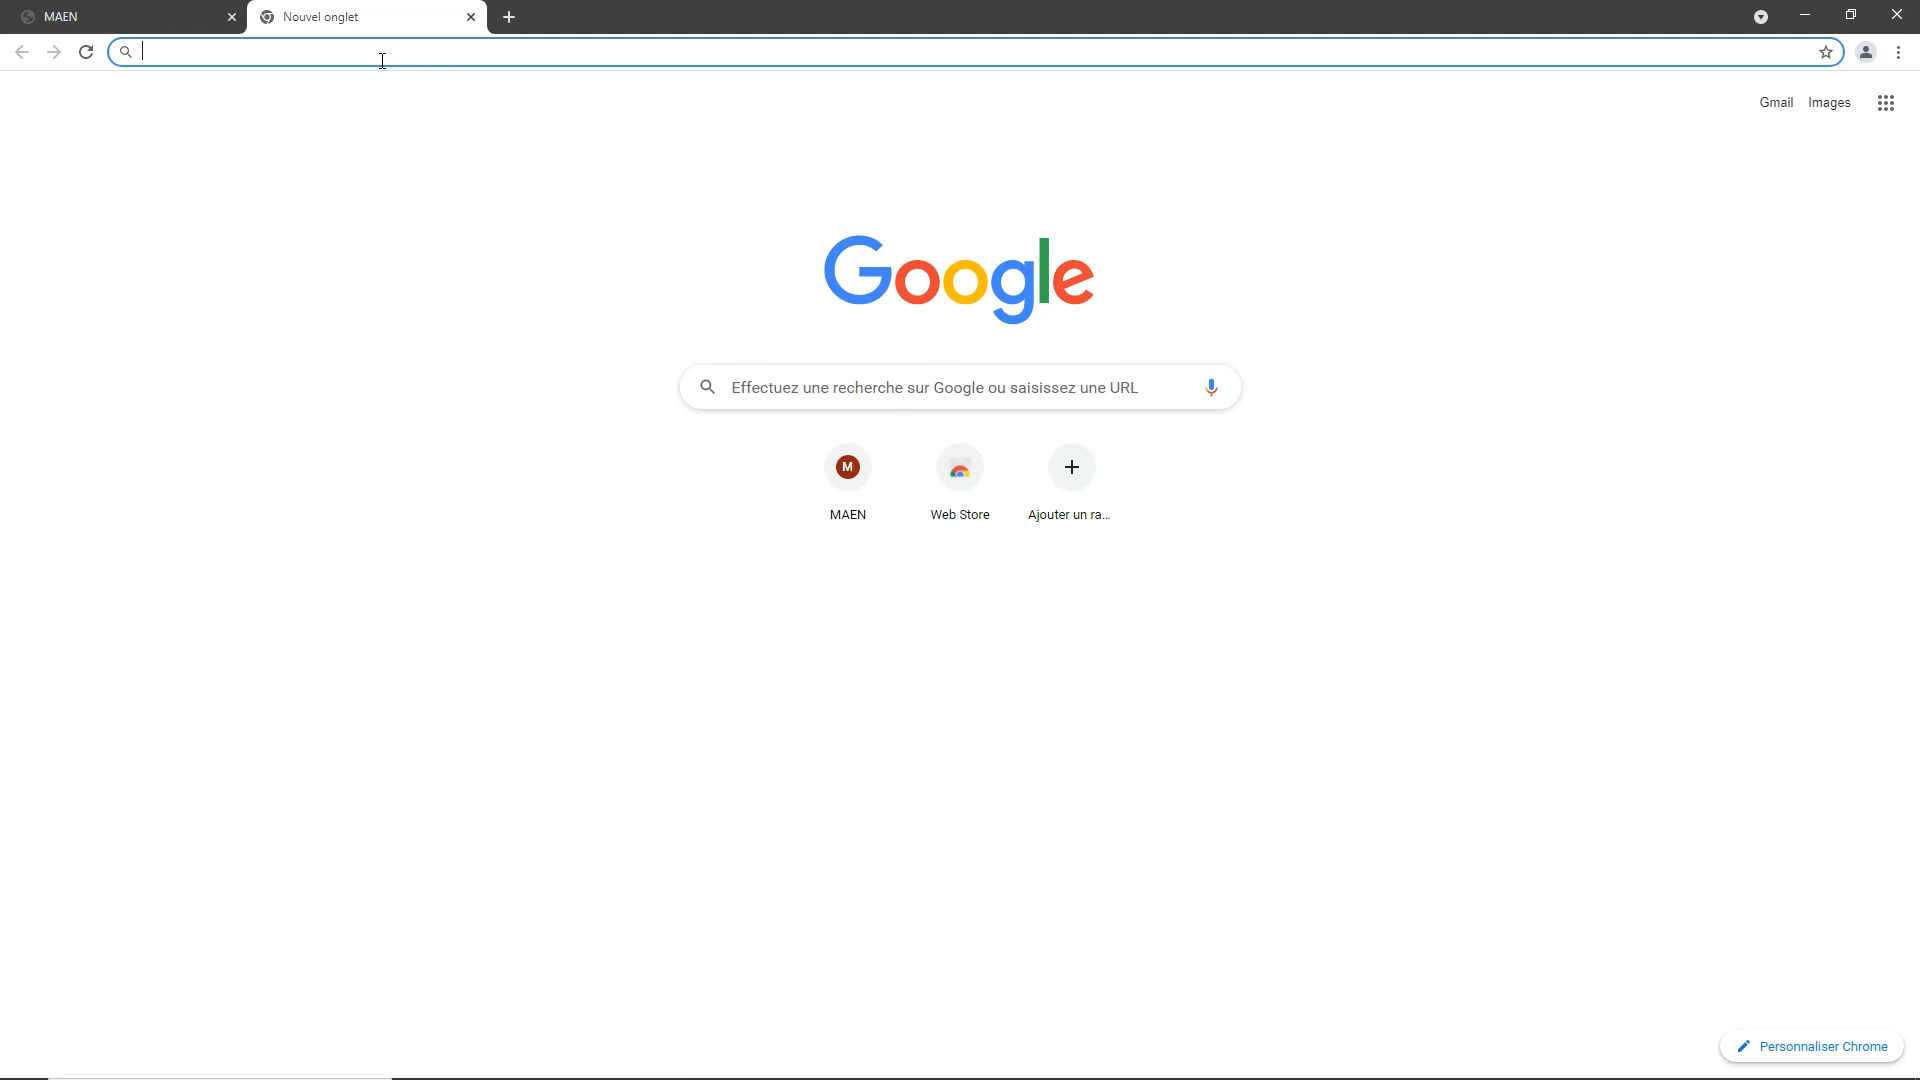 MAEN
Nouvel onglet
Gmail Images
Google
Effectuez une recherche sur Google ou saisissez une URL
M
MAEN Web Store Ajouter un ra...
Personnaliser Chrome